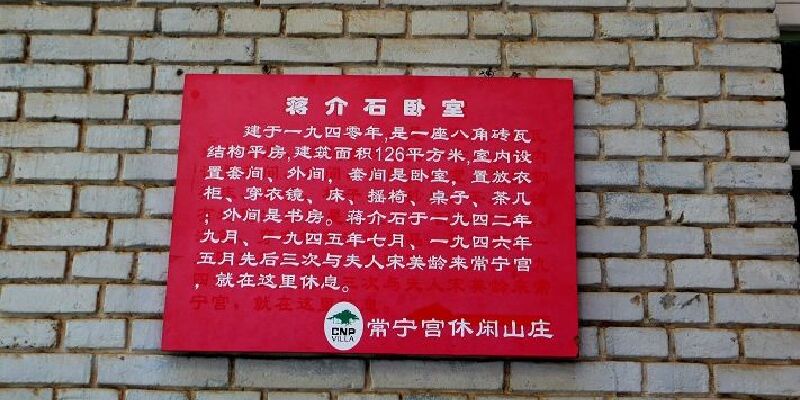 蒋介石卧室
建于一九四零年,是一座八角砖瓦
结构平房,建筑面积126平方米,室内设
置套间、外间，套间是卧室，置放衣
柜、穿衣镜、床、摇椅、桌子、茶几
；外间是书房。蒋介石于一九四二年
九月、一九四五年七月、一九四六年
五月先后三次与夫人宋美龄来常宁宫
，就在这里休息。
CNP
VILLA
常宁宫休闲山庄